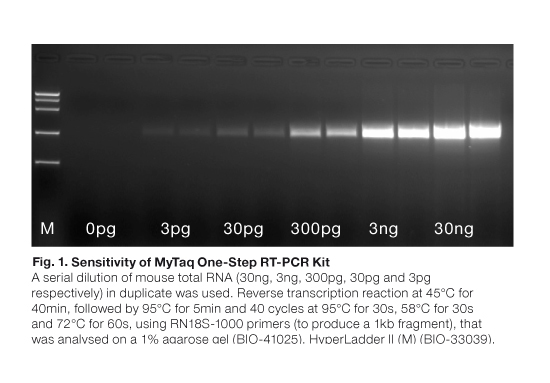 M 0pg 3pg 30pg 300pg 3ng 30ng
Fig. 1. Sensitivity of MyTaq One-Step RT-PCR Kit
A serial dilution of mouse total RNA (30ng, 3ng, 300pg, 30pg and 3pg
respectively) in duplicate was used. Reverse transcription reaction at 45°C for
40min, followed by 95°C for 5min and 40 cycles at 95°C for 30s, 58°C for 30s
and 72°C for 60s, using RN18S-1000 primers (to produce a 1kb fragment), that
was analysed on a 1% agarose gel (BIO-41025). HyperLadder II (M) (BIO-33039).